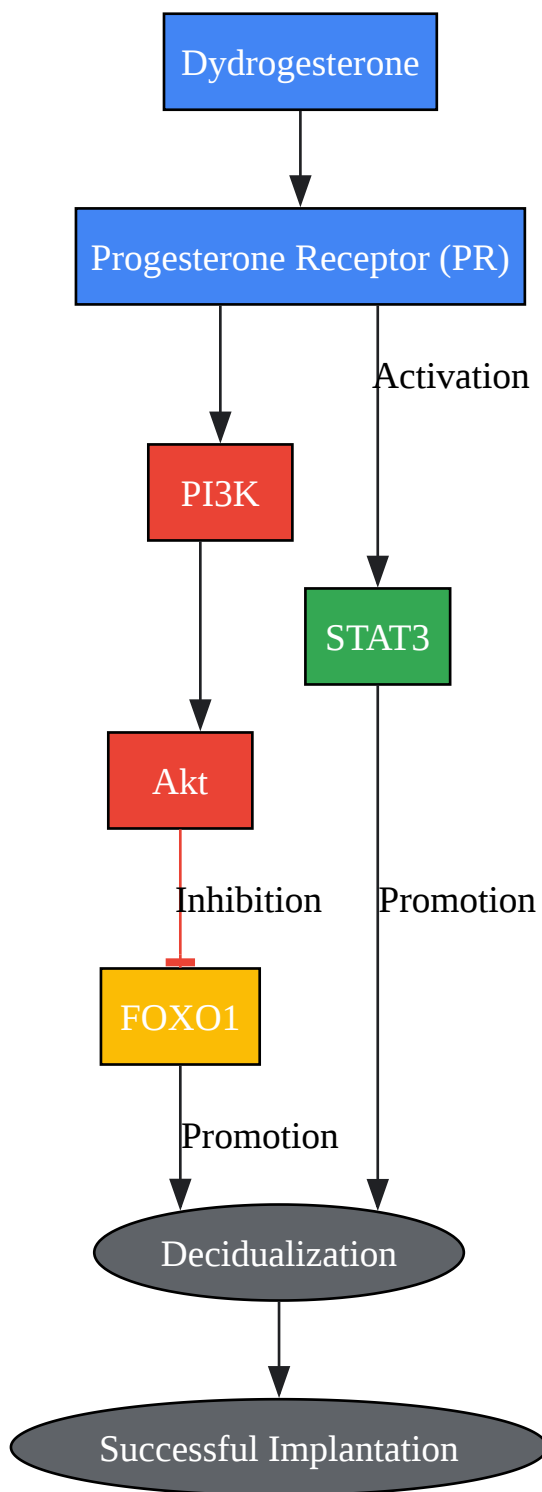 Dydrogesterone
Progesterone Receptor (PR)
Activation
PI3K
STAT3
Akt
Inhibition
Promotion
FOXO1
Promotion
Decidualization
Successful Implantation